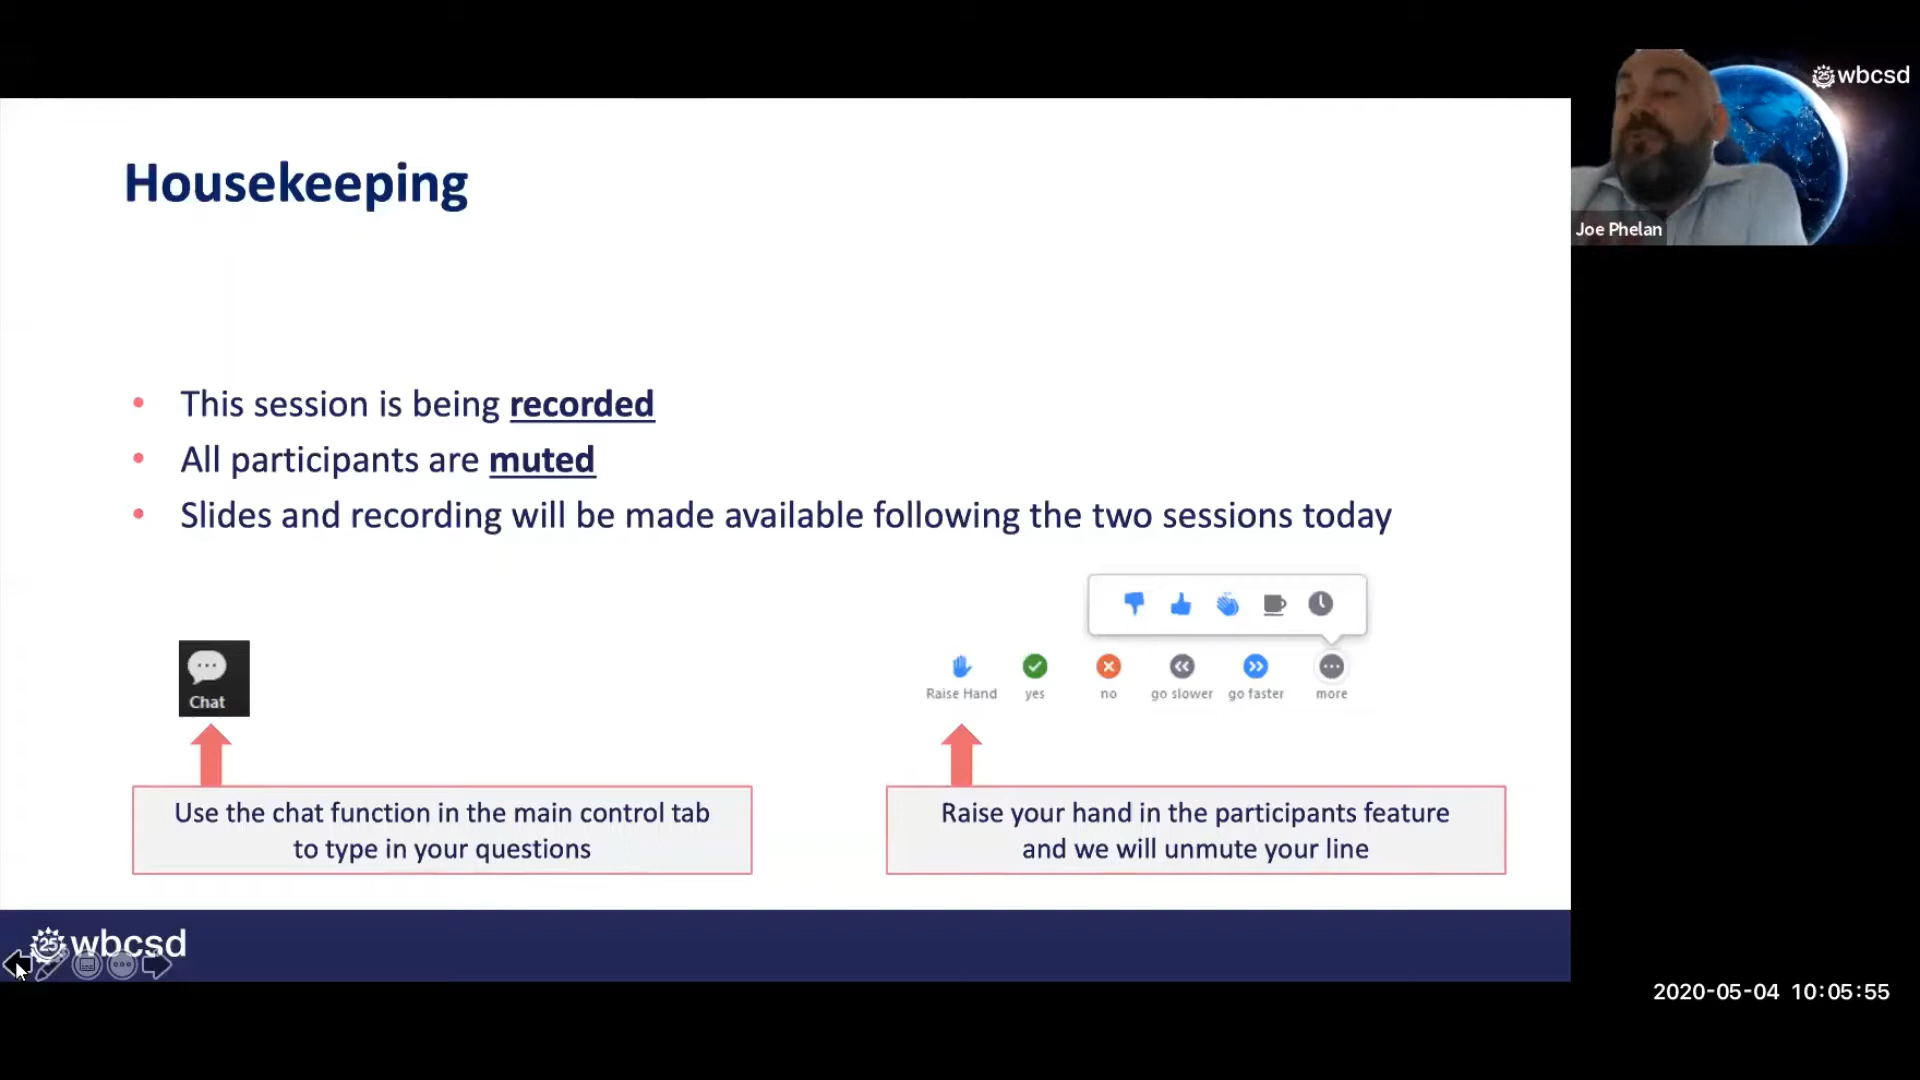 25 wbcsd
Joe Phelan
Housekeeping
• This session is being recorded
• All participants are muted
• Slides and recording will be made available following the two sessions today
Chat
Raise Hand yes no go slower go faster more
Use the chat function in the main control tab
to type in your questions
Raise your hand in the participants feature
and we will unmute your line
25 wbcsd
2020-05-04 10:05:55